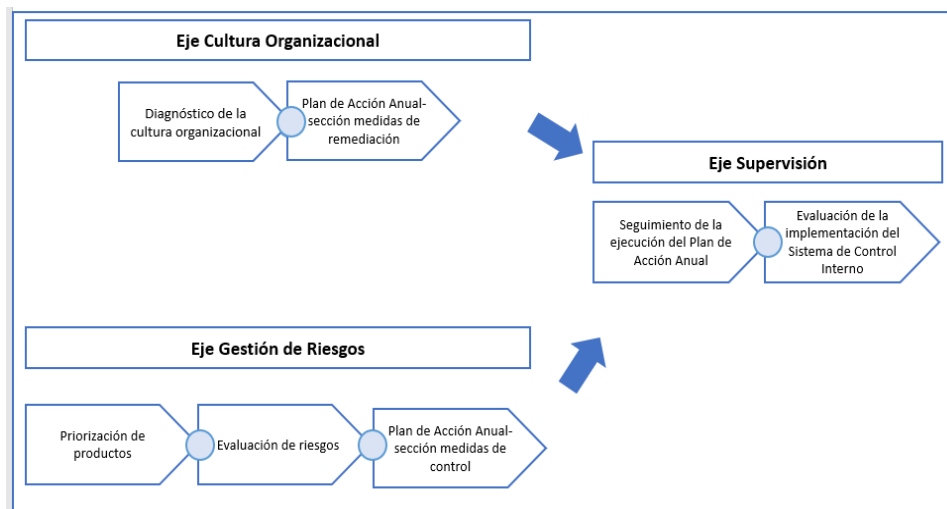 Eje Cultura Organizacional
Diagnóstico de la
cultura organizacional
Plan de Acción Anual-
sección medidas de
remediación
Eje Supervisión
Seguimiento de la
ejecución del Plan de
Acción Anual
Evaluación de la
implementación del
Sistema de Control
Interno
Eje Gestión de Riesgos
Priorización de
productos
Evaluación de riesgos
Plan de Acción Anual-
sección medidas de
control